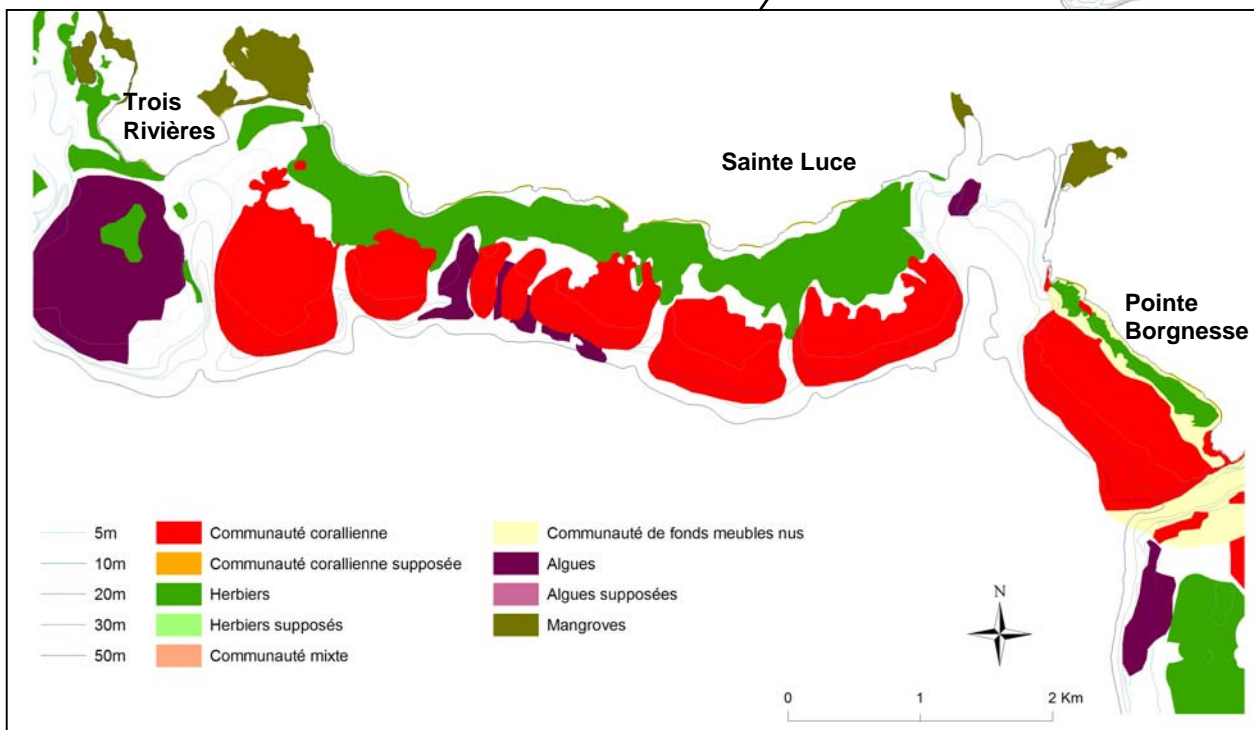 Trois
Rivières
Sainte Luce
Pointe
Borgnesse
5m
10m
20m
30m
50m
Communauté corallienne
Communauté corallienne supposée
Herbiers
Herbiers supposés
Communauté mixte
Communauté de fonds meubles nus
Algues
Algues supposées
Mangroves
N
0 1 2 Km